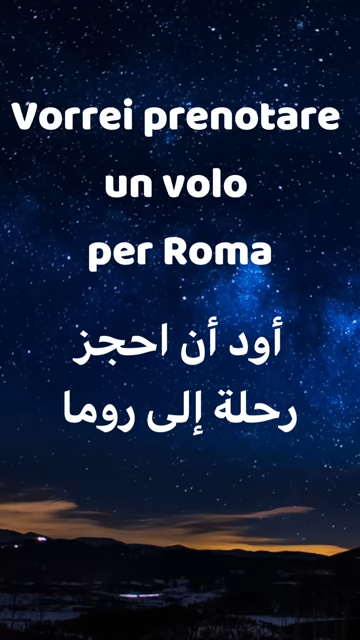 Vorrei prenotare
un volo
per Roma
أود أن احجز
رحلة إلى روما